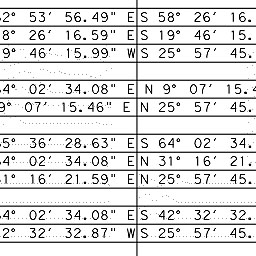 2° 53' 56.49" E S 58° 26' 16.
8° 26' 16.59" E S 19° 46' 15.
9° 46' 15.99" W S 25° 57' 45.
4° 02' 34.08" E N 9° 07' 15.4
9° 07' 15.46" E N 25° 57' 45.
5° 36' 28.63" E S 64° 02' 34.
4° 02' 34.08" E N 31° 16' 21.
1° 16' 21.59" E N 25° 57' 45.
4° 02' 34.08" E S 42° 32' 32.
2° 32' 32.87" W S 25° 57' 45.